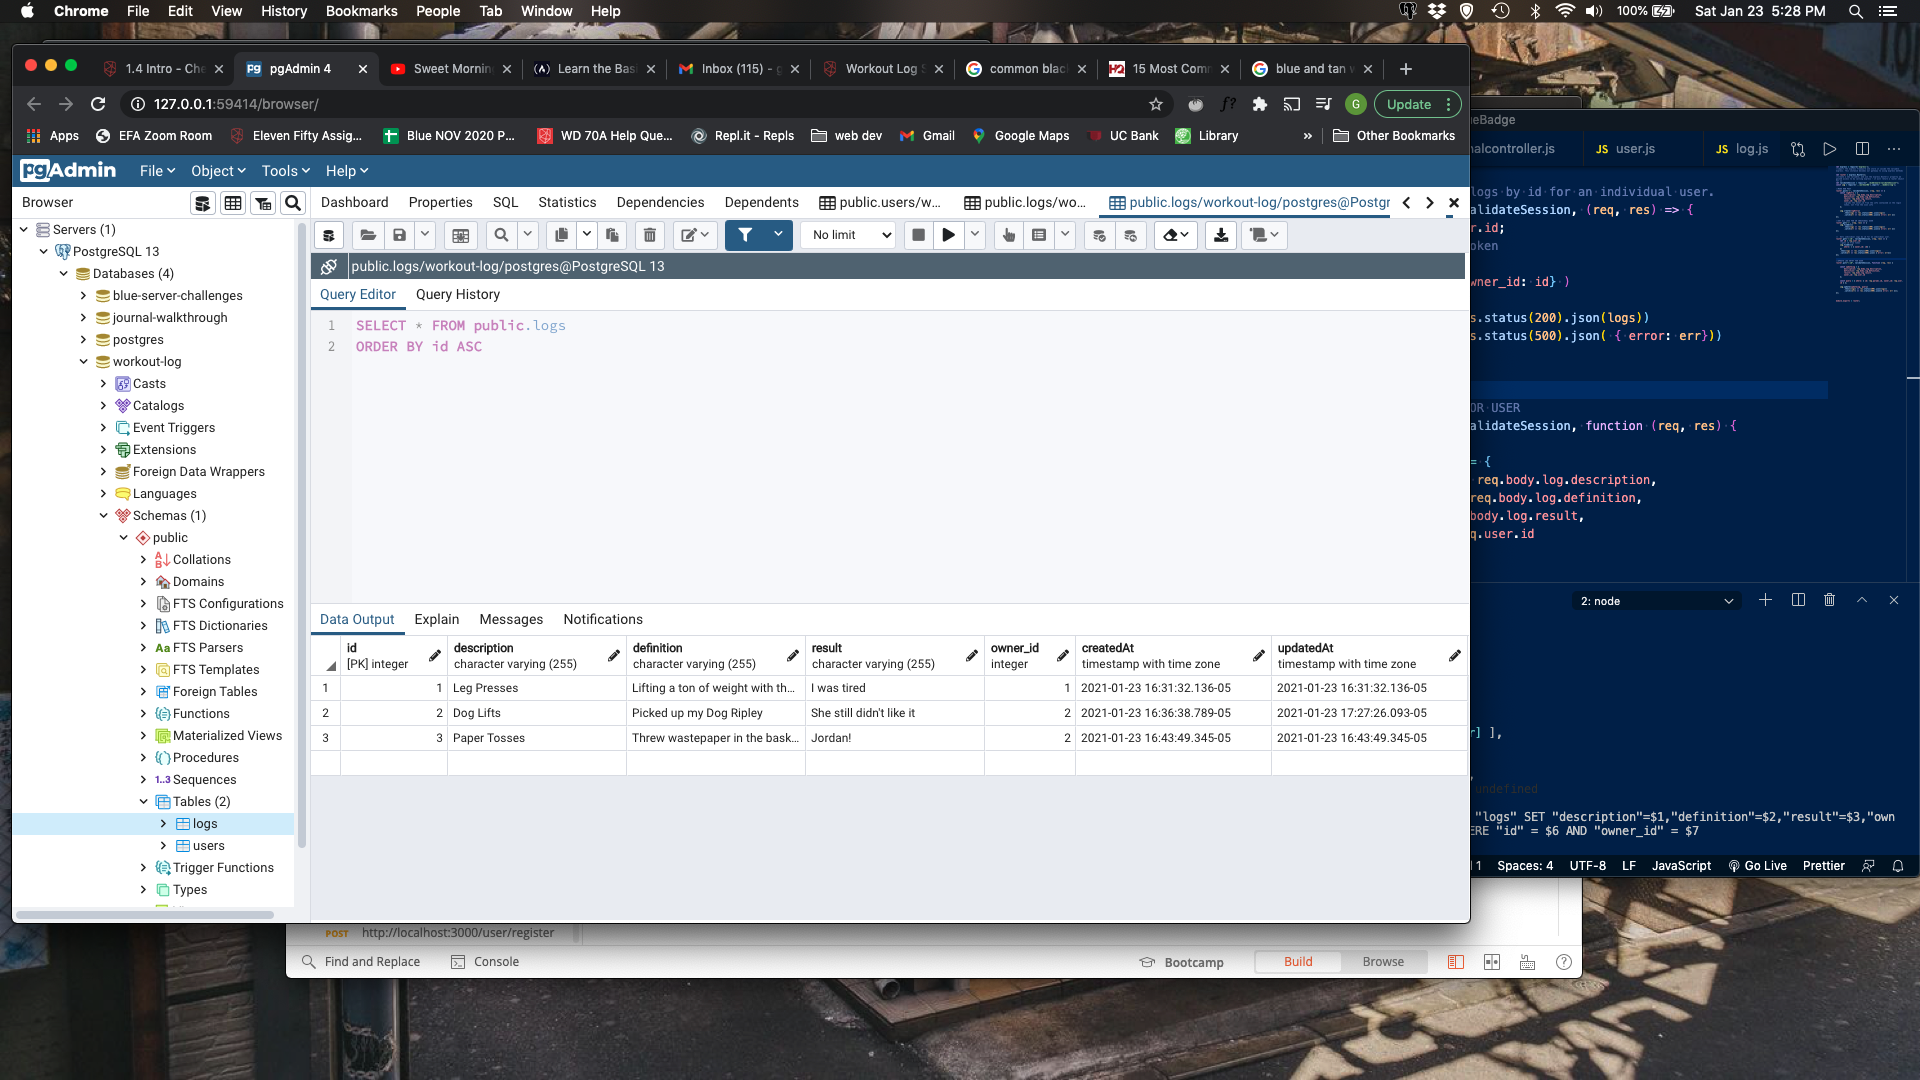 Chrome File Edit View History Bookmarks People Tab Window Help 100% Sat Jan 23 5:28 PM
1.4 Intro - Che pgAdmin 4 Sweet Mornin Learn the Bas Inbox (115) - g Workout Log S common blac 15 Most Com blue and tan w
127.0.0.1:59414/browser/ f? G Update
Apps EFA Zoom Room Eleven Fifty Assig... Blue NOV 2020 P... WD 70A Help Que... Repl.it - Repls web dev Gmail Google Maps UC Bank Library » Other Bookmarks
pgAdmin File Object Tools Help
Browser
Dashboard Properties SQL Statistics Dependencies Dependents public.users/w... public.logs/wo... public.logs/workout-log/postgres@Postgr
No limit
public.logs/workout-log/postgres@PostgreSQL 13
Query Editor Query History
1 SELECT * FROM public.logs
2 ORDER BY id ASC
Servers (1)
PostgreSQL 13
Databases (4)
blue-server-challenges
journal-walkthrough
postgres
workout-log
Casts
Catalogs
Event Triggers
Extensions
Foreign Data Wrappers
Languages
Schemas (1)
public
Collations
Domains
FTS Configurations
FTS Dictionaries
Aa FTS Parsers
FTS Templates
Foreign Tables
Functions
Materialized Views
Procedures
1..3 Sequences
Tables (2)
logs
users
Trigger Functions
Types
Data Output Explain Messages Notifications
id description definition result owner_id createdAt updatedAt
[PK] integer character varying (255) character varying (255) character varying (255) integer timestamp with time zone timestamp with time zone
1 1 Leg Presses Lifting a ton of weight with th... I was tired 1 2021-01-23 16:31:32.136-05 2021-01-23 16:31:32.136-05
2 2 Dog Lifts Picked up my Dog Ripley She still didn't like it 2 2021-01-23 16:36:38.789-05 2021-01-23 17:27:26.093-05
3 3 Paper Tosses Threw wastepaper in the bask... Jordan! 2 2021-01-23 16:43:49.345-05 2021-01-23 16:43:49.345-05
eBadge
nalcontroller.js JS user.js JS log.js
logs by id for an individual user.
alidateSession, (req, res) => {
r.id;
oken
wner_id: id} )
s.status(200).json(logs))
s.status(500).json( { error: err}))
OR USER
alidateSession, function (req, res) {
= {
req.body.log.description,
req.body.log.definition,
body.log.result,
q.user.id
2: node
r] ],
undefined
"logs" SET "description"=$1,"definition"=$2,"result"=$3,"own
ERE "id" = $6 AND "owner_id" = $7
1 Spaces: 4 UTF-8 LF JavaScript Go Live Prettier
POST http://localhost:3000/user/register
Find and Replace Console Bootcamp Build Browse